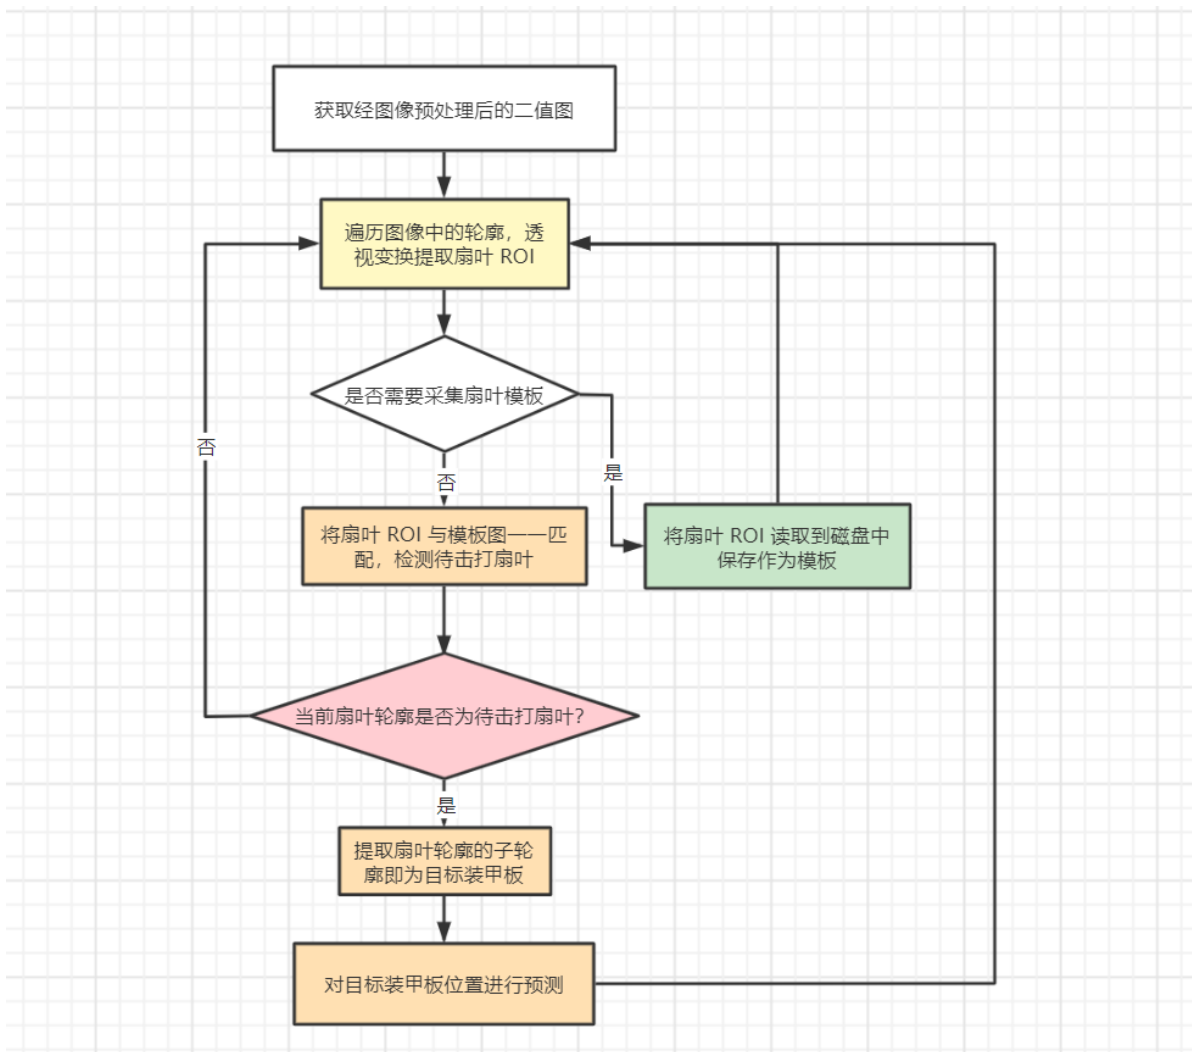 获取经图像预处理后的二值图
遍历图像中的轮廓，透
视变换提取扇叶 ROI
是否需要采集扇叶模板
否
是
否
将扇叶 ROI 与模板图一一匹
配，检测待击打扇叶
将扇叶 ROI 读取到磁盘中
保存作为模板
当前扇叶轮廓是否为待击打扇叶？
是
提取扇叶轮廓的子轮
廓即为目标装甲板
对目标装甲板位置进行预测